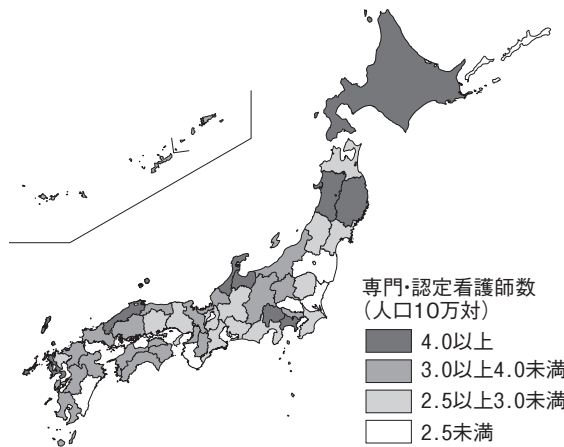 専門・認定看護師数
(人口10万対)
4.0以上
3.0以上4.0未満
2.5以上3.0未満
2.5未満